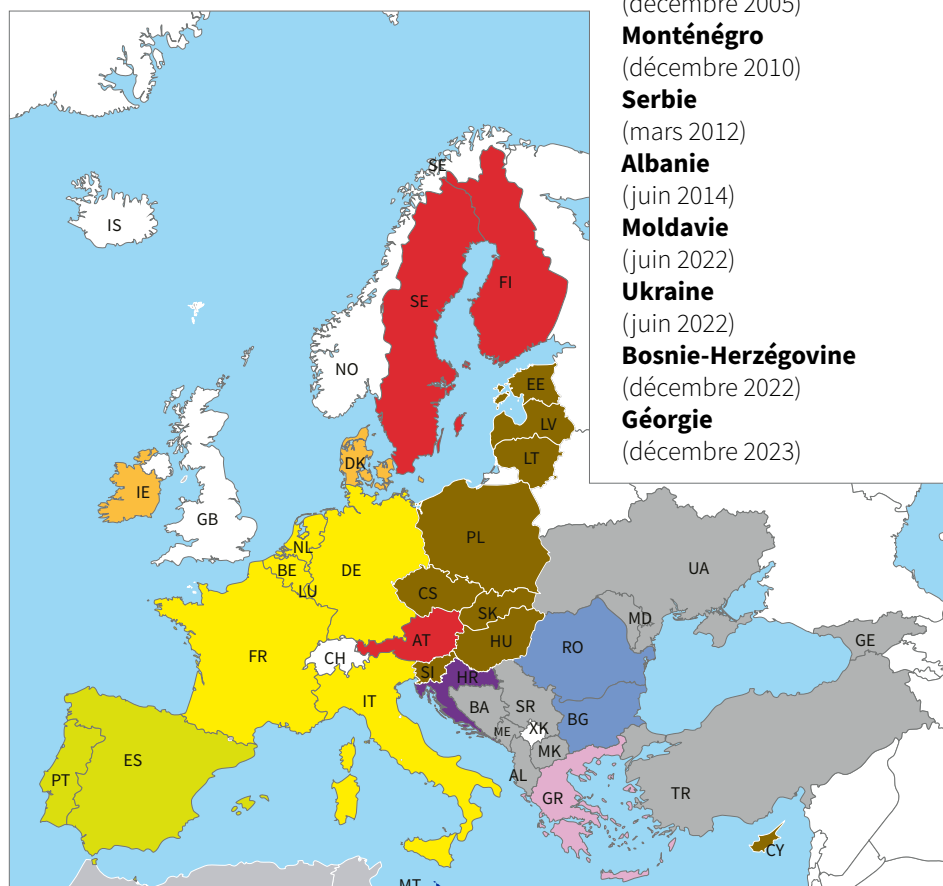 (décembre 2005)
Monténégro
(décembre 2010)
Serbie
(mars 2012)
Albanie
(juin 2014)
Moldavie
(juin 2022)
Ukraine
(juin 2022)
Bosnie-Herzégovine
(décembre 2022)
Géorgie
(décembre 2023)
SE
IS
FI
SE
NO
EE
LV
LT
DK
IE
GB
PL
NL
BE
DE
LU
UA
CS
SK
MD
AT
HU
GE
FR
CH
RO
SI
HR
IT
BA
SR
BG
ME
XK
MK
ES
PT
AL
GR
TR
CY
MT